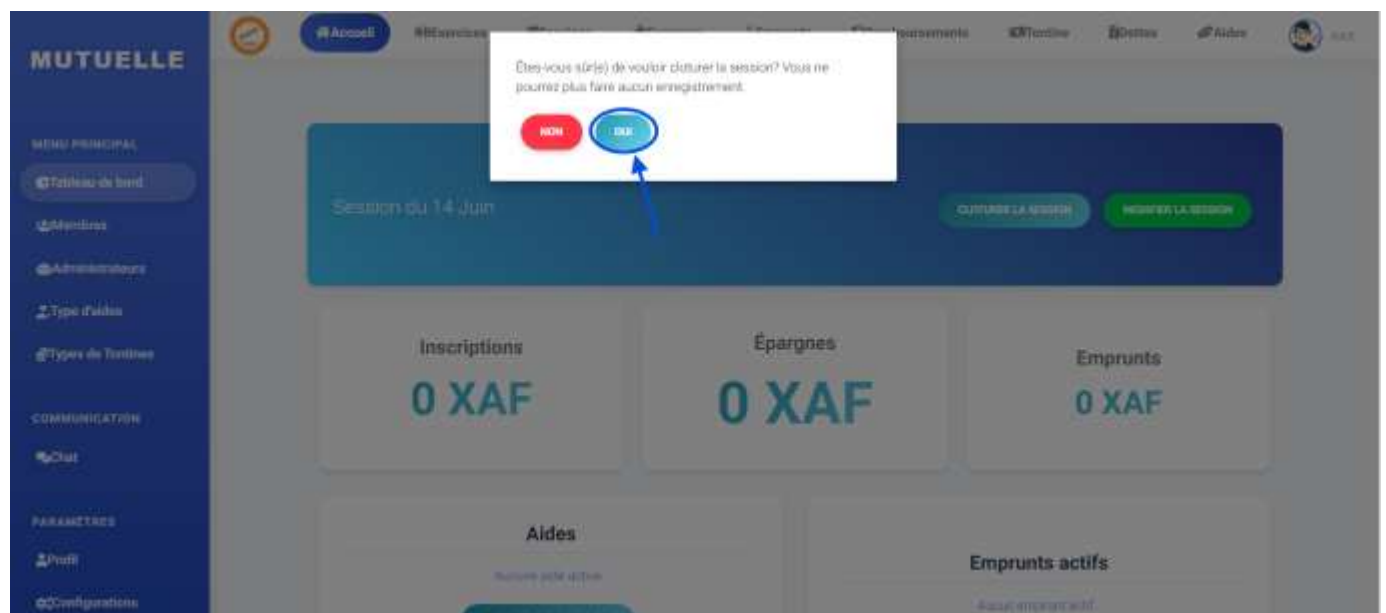 MUTUELLE
Accueil
Exercices
Tontine
Dettes
Aides
Êtes-vous sûr(e) de vouloir cloturer la session? Vous ne
pourrez plus faire aucun enregistrement.
NON
OUI
MENU PRINCIPAL
Tableau de bord
Membres
Administrateurs
Type d'aides
Types de Tontines
COMMUNICATION
Chat
PARAMÈTRES
Profil
Configurations
Session du 14 Juin
CLOTURER LA SESSION
MODIFIER LA SESSION
Inscriptions
0 XAF
Épargnes
0 XAF
Emprunts
0 XAF
Aides
Aucune aide active
Emprunts actifs
Aucun emprunt actif